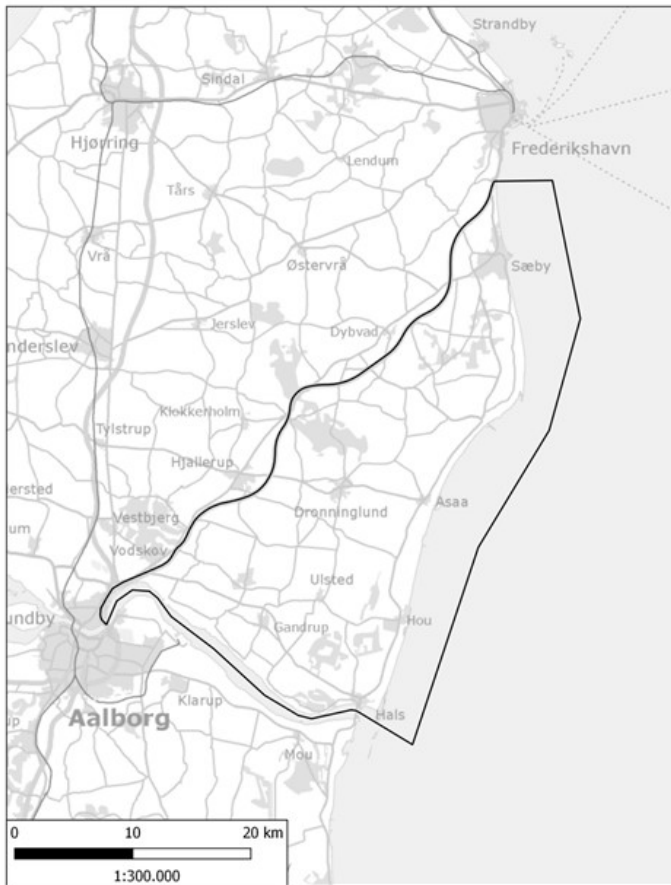 Strandby
Sindal
Hjørring
Frederikshavn
Lendum
Tårs
Vrå
Østervrå
Sæby
Jerslev
Dybvad
nderslev
Klokkerholm
Tylstrup
Hjallerup
ersted
Dronninglund
Asaa
Vestbjerg
um
Vodskov
Ulsted
undby
Gandrup
Hou
Klarup
Hals
Aalborg
up
Mou
0 10 20 km
1:300.000